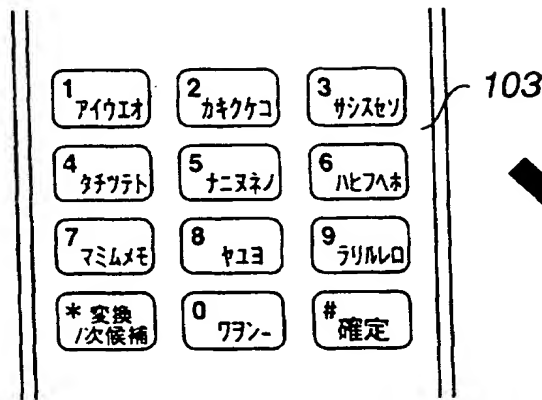 1 アイウエオ 2 カキクケコ 3 サシスセソ 103
4 タチツテト 5 ナニヌネノ 6 ハヒフヘホ
7 マミムメモ 8 ヤユヨ 9 ラリルレロ
* 変換 0 ワヲンー # 確定
/次候補